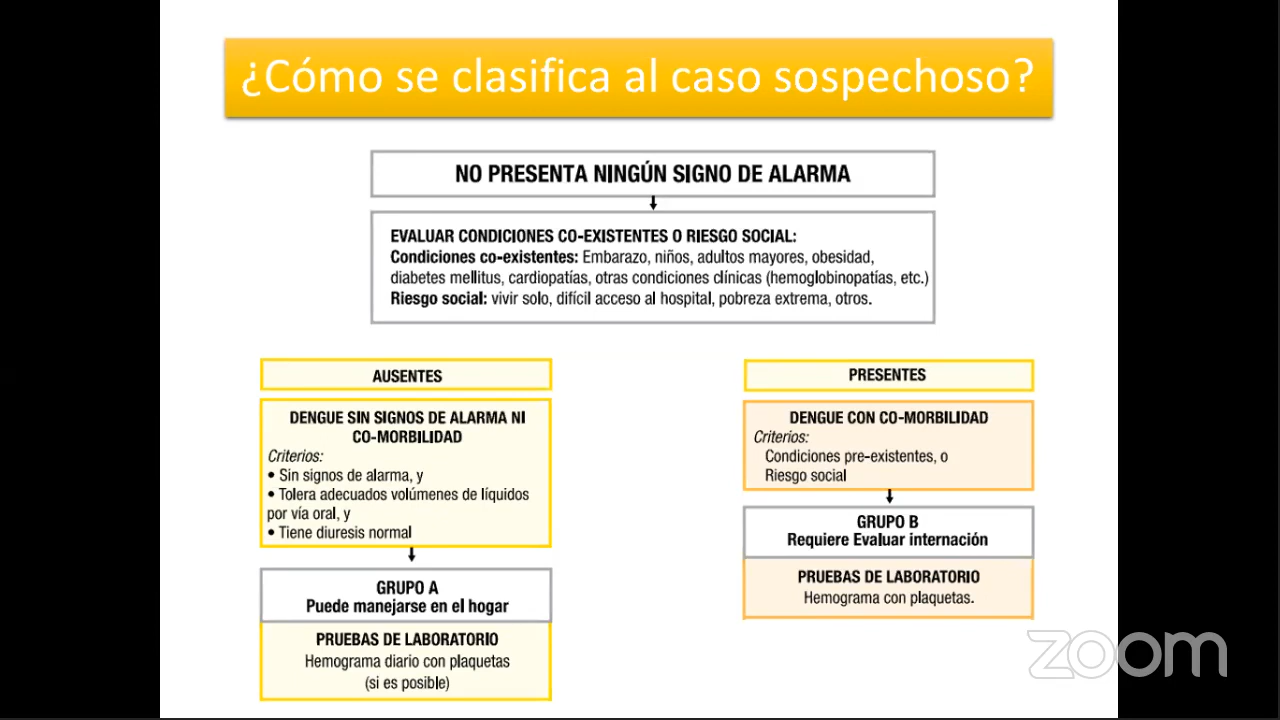 ¿Cómo se clasifica al caso sospechoso?
NO PRESENTA NINGÚN SIGNO DE ALARMA
EVALUAR CONDICIONES CO-EXISTENTES O RIESGO SOCIAL:
Condiciones co-existentes: Embarazo, niños, adultos mayores, obesidad,
diabetes mellitus, cardiopatías, otras condiciones clínicas (hemoglobinopatías, etc.)
Riesgo social: vivir solo, difícil acceso al hospital, pobreza extrema, otros.
AUSENTES
DENGUE SIN SIGNOS DE ALARMA NI
CO-MORBILIDAD
Criterios:
• Sin signos de alarma, y
• Tolera adecuados volúmenes de líquidos
por vía oral, y
• Tiene diuresis normal
GRUPO A
Puede manejarse en el hogar
PRUEBAS DE LABORATORIO
Hemograma diario con plaquetas
(si es posible)
PRESENTES
DENGUE CON CO-MORBILIDAD
Criterios:
Condiciones pre-existentes, o
Riesgo social
GRUPO B
Requiere Evaluar internación
PRUEBAS DE LABORATORIO
Hemograma con plaquetas.
zoom